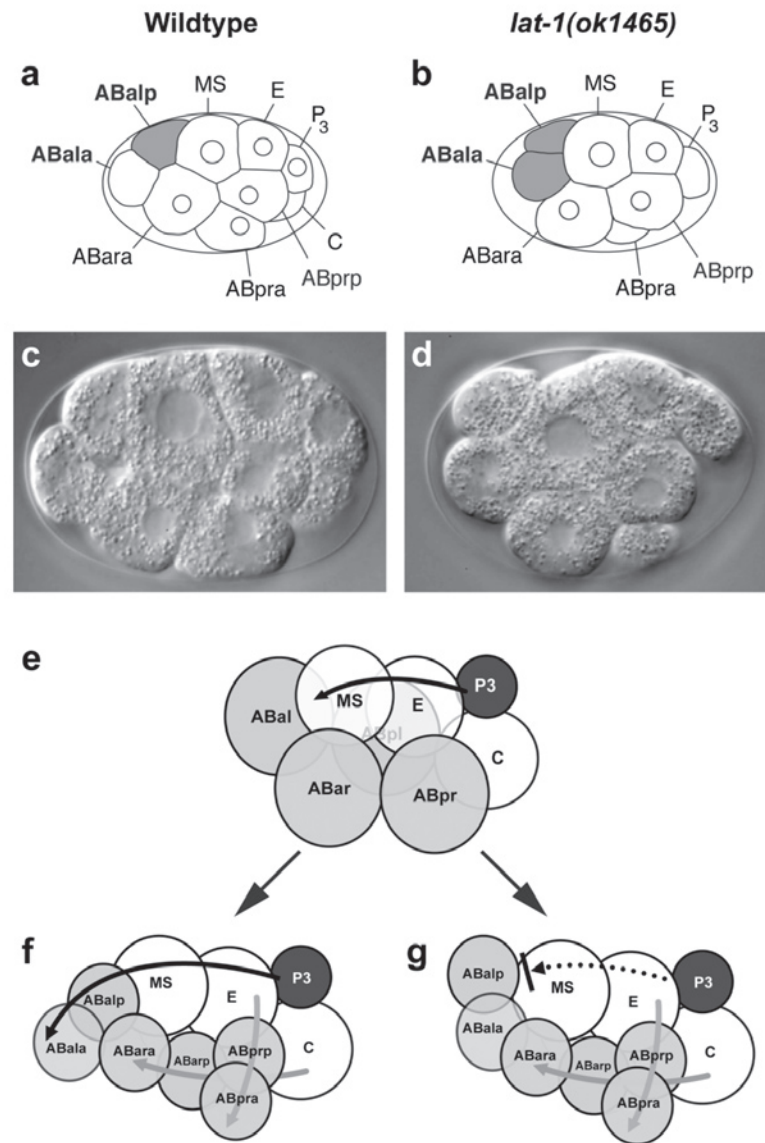 Wildtype
lat-1(ok1465)
a
MS
E
ABalp
P3
ABala
C
ABara
ABprp
ABpra
b
MS
E
ABalp
P3
ABala
ABara
ABprp
ABpra
c
d
e
P3
MS
E
ABal
ABpl
C
ABar
ABpr
f
MS
P3
E
ABalp
ABala
ABara
ABarp
ABprp
C
ABpra
g
ABalp
P3
MS
E
ABala
ABara
ABarp
ABprp
C
ABpra